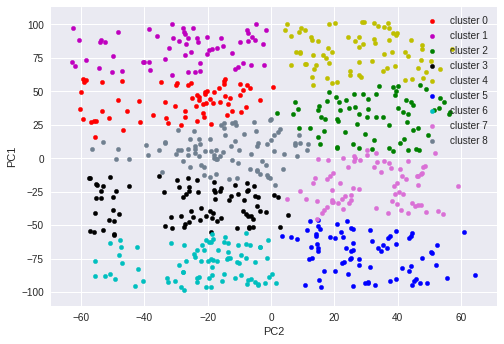 cluster 0
cluster 1
cluster 2
cluster 3
cluster 4
cluster 5
cluster 6
cluster 7
cluster 8
100
75
50
25
0
−25
−50
−75
−100
PC1
−60 −40 −20 0 20 40 60
PC2